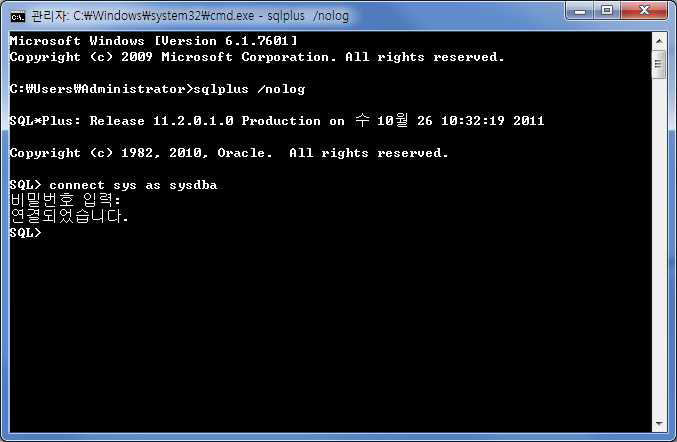 관리자: C:₩Windows₩system32₩cmd.exe - sqlplus  /nolog
Microsoft Windows [Version 6.1.7601]
Copyright (c) 2009 Microsoft Corporation. All rights reserved.
C:₩Users₩Administrator>sqlplus /nolog
SQL*Plus: Release 11.2.0.1.0 Production on 수 10월 26 10:32:19 2011
Copyright (c) 1982, 2010, Oracle.  All rights reserved.
SQL> connect sys as sysdba
비밀번호 입력:
연결되었습니다.
SQL>